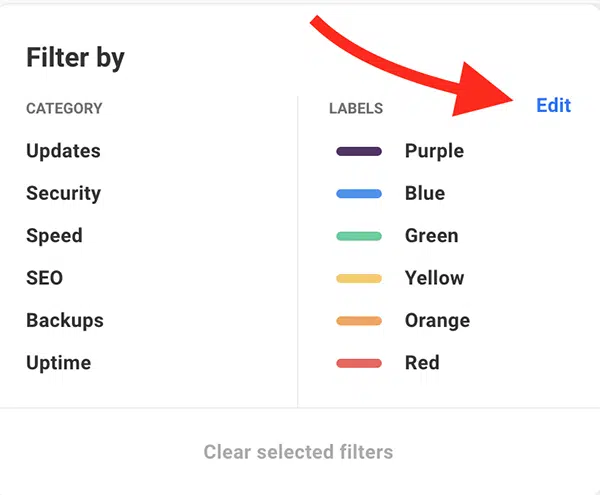 Filter by
CATEGORY
Updates
Security
Speed
SEO
Backups
Uptime
LABELS
Edit
Purple
Blue
Green
Yellow
Orange
Red
Clear selected filters